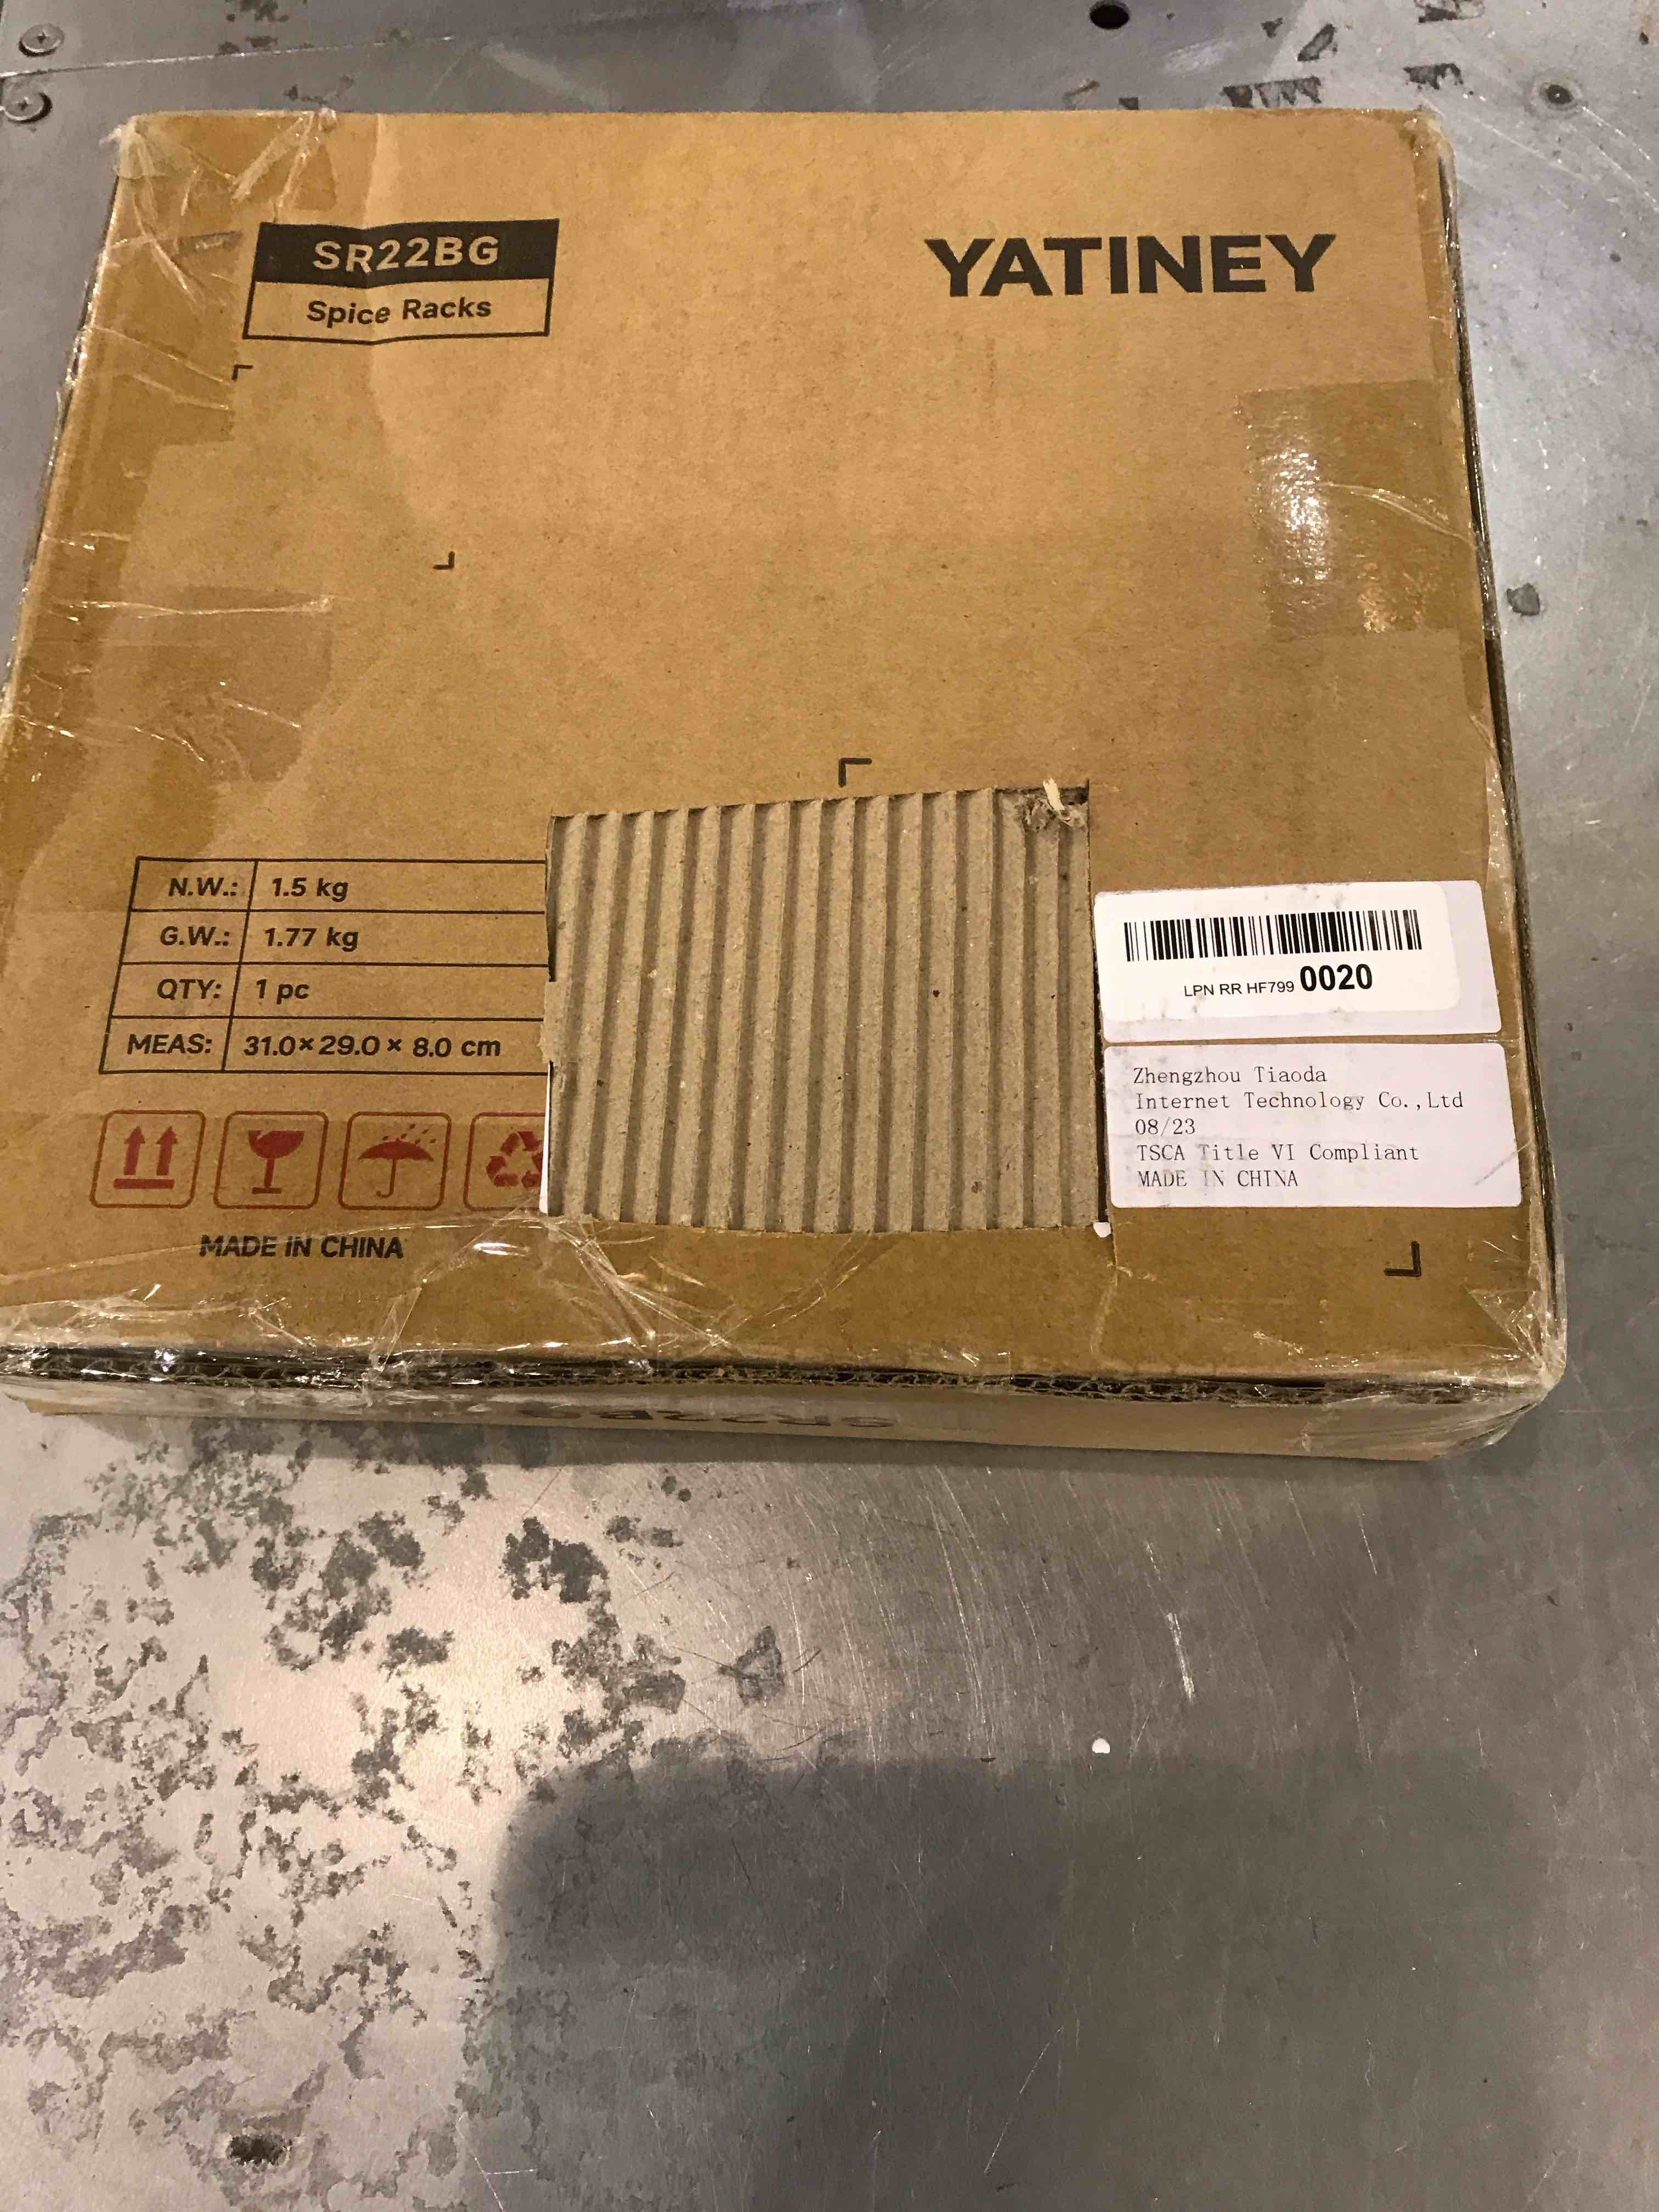 SR22BG
Spice Racks
YATINEY
N.W.: 1.5 kg
G.W.: 1.77 kg
QTY: 1 pc
MEAS: 31.0×29.0×8.0 cm
MADE IN CHINA
LPN RR HF799 0020
Zhengzhou Tiaoda
Internet Technology Co.,Ltd
08/23
TSCA Title VI Compliant
MADE IN CHINA